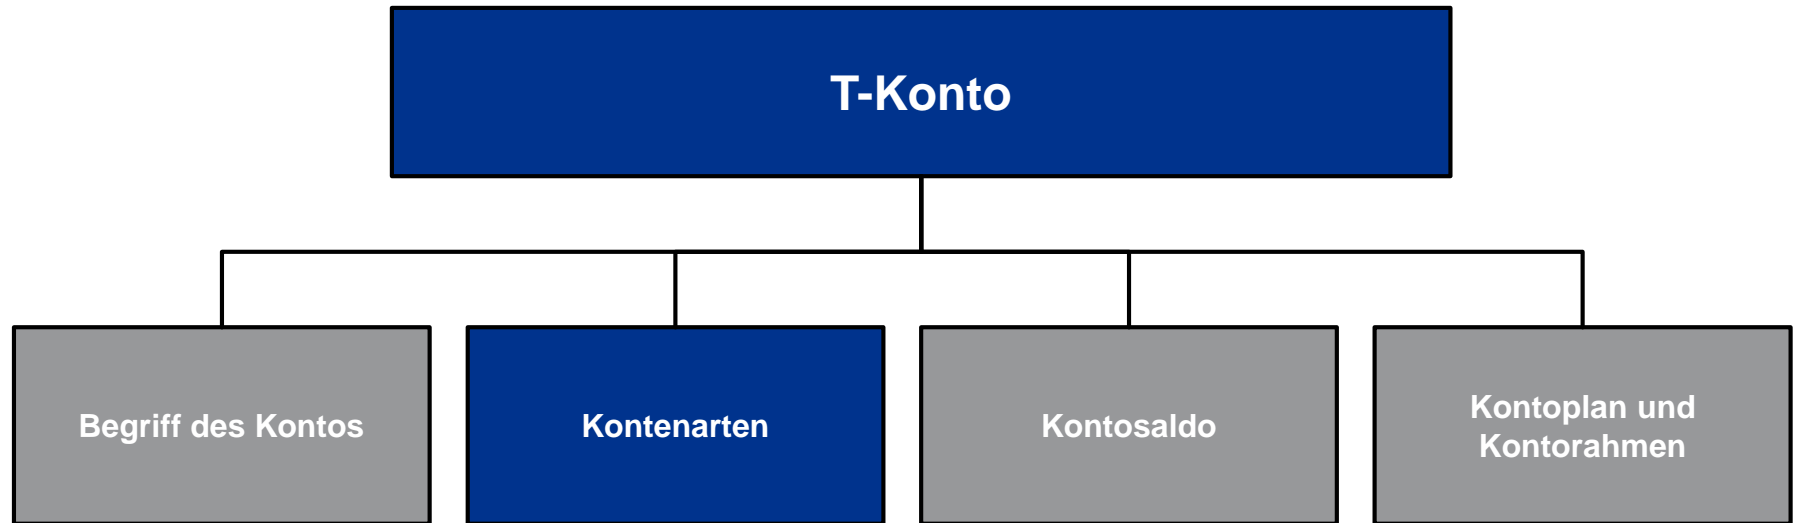 T-Konto
Begriff des Kontos
Kontenarten
Kontosaldo
Kontoplan und
Kontorahmen